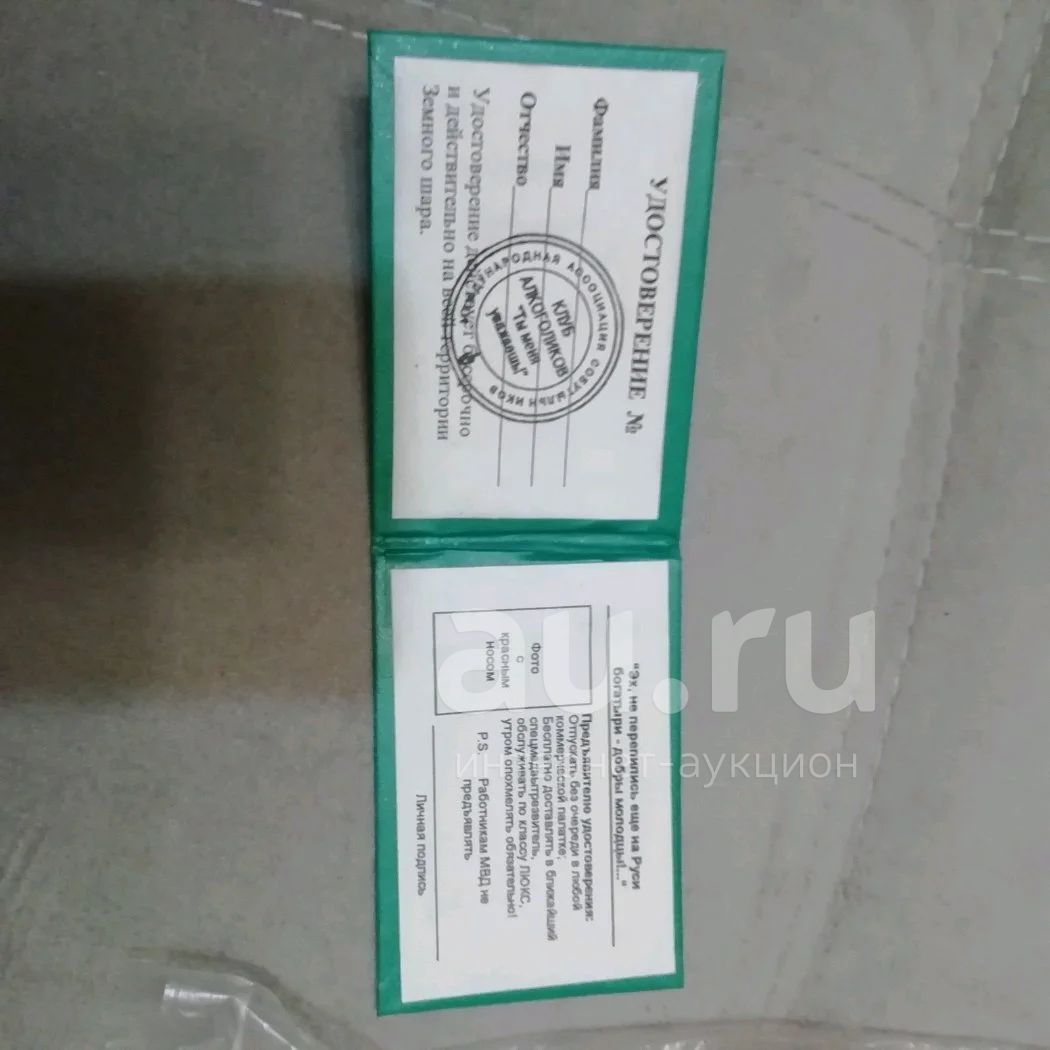 УДОСТОВЕРЕНИЕ №
Фамилия
Имя
Отчество
Удостоверение действует бессрочно
и действительно на всей территории
Земного шара.
МЕЖДУНАРОДНАЯ АССОЦИАЦИЯ СОБУТЫЛЬНИКОВ
КЛУБ
АЛКОГОЛИКОВ
"Ты меня
уважаешь!"
"Эх, не перепились еще на Руси
богатыри - добры молодцы!..."
Фото
с
красным
носом
Предъявителю удостоверения:
Отпускать без очереди в любой
коммерческой палатке;
Бесплатно доставлять в ближайший
спецмедвытрезвитель,
обслуживать по классу ЛЮКС,
утром опохмелять обязательно!
P.S. Работникам МВД не
предъявлять
Личная подпись
au.ru
интернет-аукцион